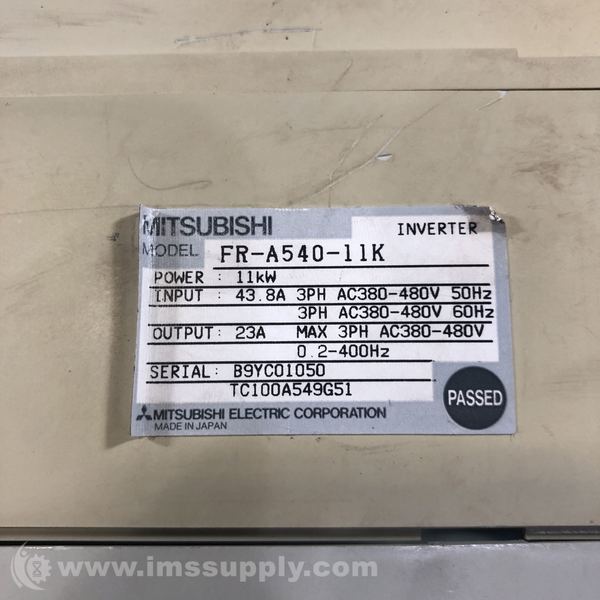 MITSUBISHI INVERTER
MODEL FR-A540-11K
POWER : 11kW
INPUT : 43.8A 3PH AC380-480V 50Hz
3PH AC380-480V 60Hz
OUTPUT: 23A MAX 3PH AC380-480V
0.2-400Hz
SERIAL: B9YC01050
TC100A549G51
PASSED
MITSUBISHI ELECTRIC CORPORATION
MADE IN JAPAN
www.imssupply.com